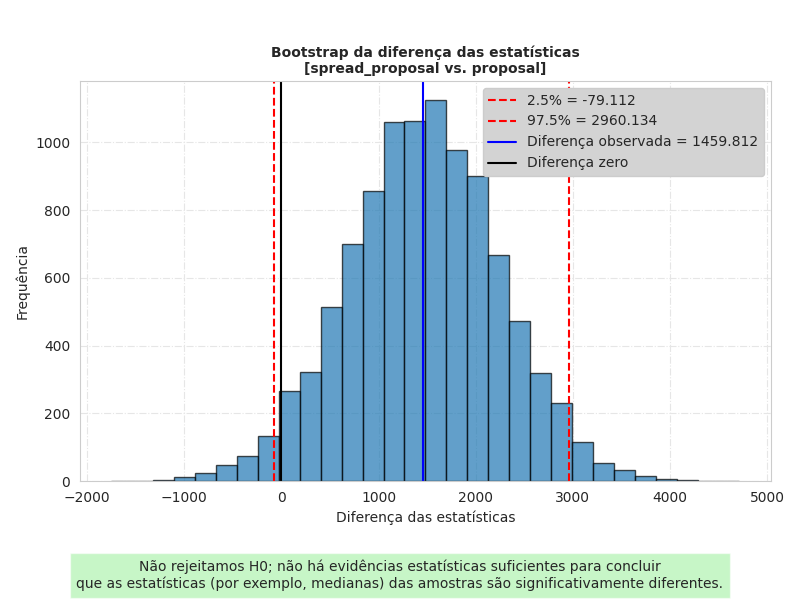 Bootstrap da diferença das estatísticas
[spread_proposal vs. proposal]
2.5% = -79.112
97.5% = 2960.134
Diferença observada = 1459.812
Diferença zero
Frequência
1000
800
600
400
200
0
−2000
−1000
0
1000
2000
3000
4000
5000
Diferença das estatísticas
Não rejeitamos H0; não há evidências estatísticas suficientes para concluir
que as estatísticas (por exemplo, medianas) das amostras são significativamente diferentes.